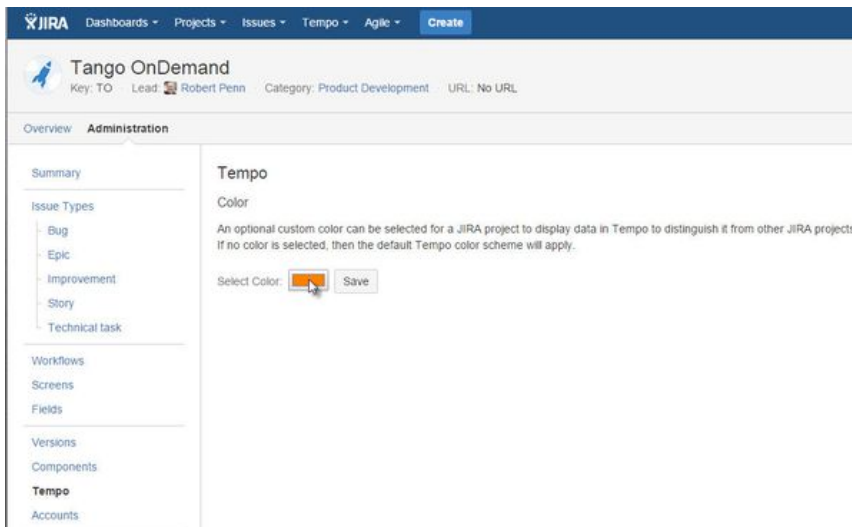 JIRA Dashboards Projects Issues Tempo Agile Create
Tango OnDemand
Key: TO Lead: Robert Penn Category: Product Development URL: No URL
Overview Administration
Summary
Issue Types
Bug
Epic
Improvement
Story
Technical task
Workflows
Screens
Fields
Versions
Components
Tempo
Accounts
Tempo
Color
An optional custom color can be selected for a JIRA project to display data in Tempo to distinguish it from other JIRA projects
If no color is selected, then the default Tempo color scheme will apply.
Select Color: Save